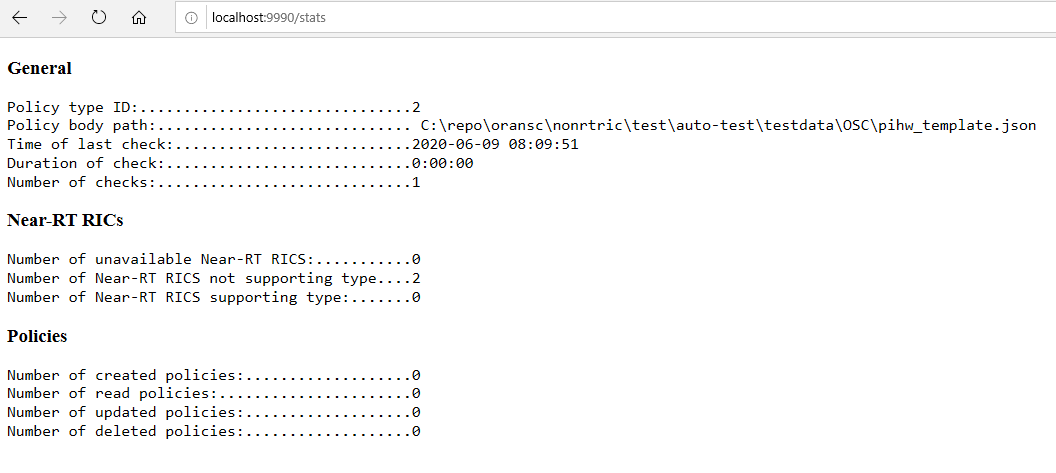 localhost:9990/stats
General
Policy type ID:...............................2
Policy body path:............................. C:\repo\oransc\nonrtric\test\auto-test\testdata\OSC\pihw_template.json
Time of last check:...........................2020-06-09 08:09:51
Duration of check:............................0:00:00
Number of checks:.............................1
Near-RT RICs
Number of unavailable Near-RT RICS:...........0
Number of Near-RT RICS not supporting type....2
Number of Near-RT RICS supporting type:.......0
Policies
Number of created policies:...................0
Number of read policies:......................0
Number of updated policies:...................0
Number of deleted policies:...................0